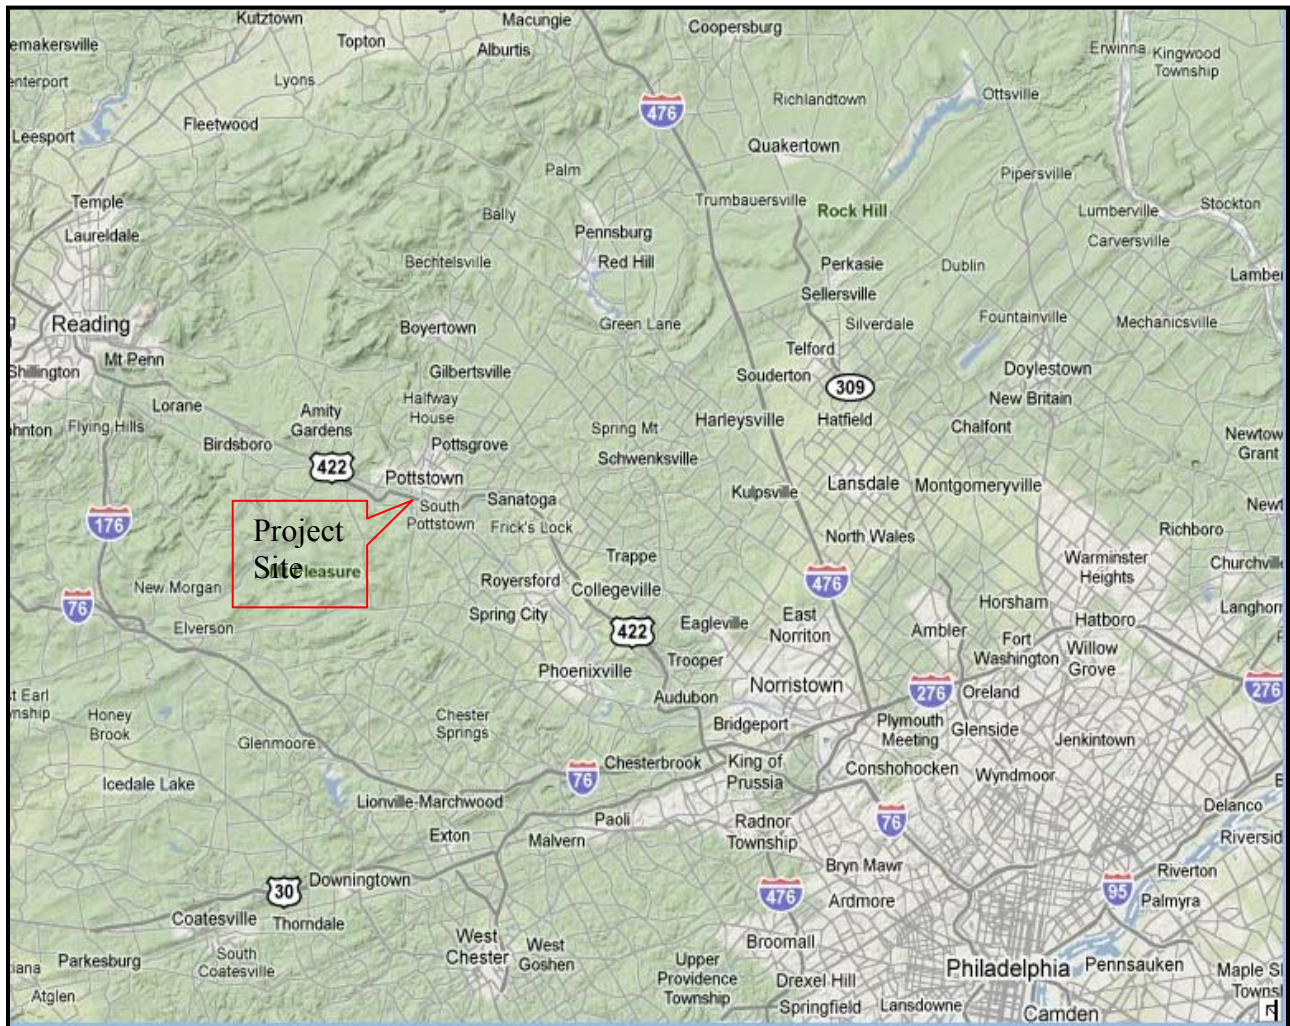 Kutztown
Macungie
Coopersburg
Topton
Alburtis
emakersville
Erwinna
Kingwood
Township
enterport
Lyons
Richlandtown
Ottsville
476
Fleetwood
Leesport
Quakertown
Palm
Pipersville
Temple
Trumbauersville
Rock Hill
Bally
Lumberville
Stockton
Laureldale
Pennsburg
Carversville
Bechtelsville
Red Hill
Perkasie
Dublin
Lamber
Sellersville
Reading
Boyertown
Green Lane
Silverdale
Fountainville
Mechanicsville
Mt Penn
Telford
Shillington
Gilbertsville
Souderton
309
Doylestown
New Britain
Lorane
Amity
Gardens
Halfway
House
Harleysville
Hatfield
Chalfont
hnton
Flying Hills
Birdsboro
Pottsgrove
Spring Mt
Schwenksville
Newtow
Grant
422
Pottstown
Kulpsville
Lansdale
Montgomeryville
South
Pottstown
Sanatoga
Newt
176
Project
Site
Pleasure
Frick's Lock
North Wales
Richboro
Trappe
Warminster
Heights
Churchville
New Morgan
Royersford
Collegeville
476
76
Spring City
Horsham
Langhorn
Elverson
422
Eagleville
East
Norriton
Ambler
Hatboro
Fort
Washington
Willow
Grove
Phoenixville
Trooper
Norristown
276
Oreland
276
st Earl
wnship
Audubon
Honey
Brook
Chester
Springs
Bridgeport
Plymouth
Meeting
Glenside
Jenkintown
Glenmoore
Chesterbrook
King of
Prussia
Conshohocken
Wyndmoor
Icedale Lake
76
Lionville-Marchwood
Delanco
Exton
Malvern
Paoli
Radnor
Township
76
Riversid
Bryn Mawr
30
Downingtown
476
Ardmore
95
Riverton
Palmyra
Coatesville
Thorndale
West
Chester
West
Goshen
Broomall
South
Coatesville
Parkesburg
iana
Upper
Providence
Township
Drexel Hill
Philadelphia
Pennsauken
Maple S
Towns
Atglen
Springfield
Lansdowne
Camden